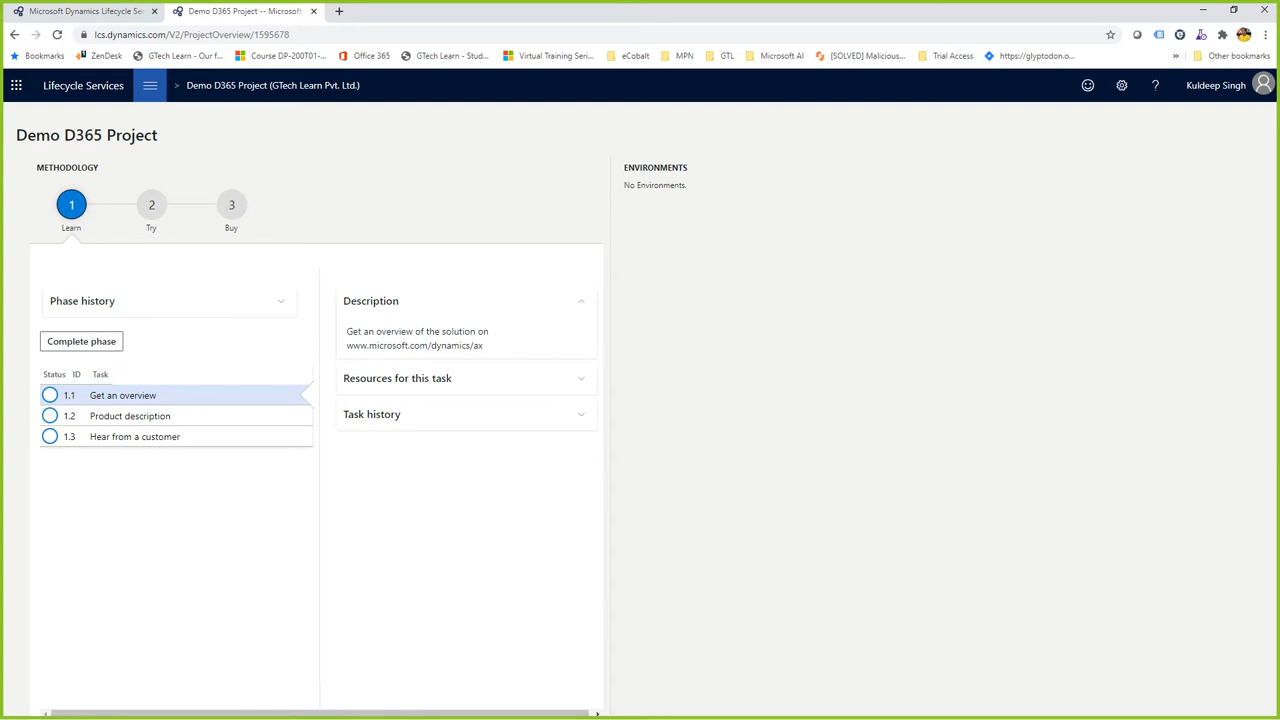 Microsoft Dynamics Lifecycle Ser
Demo D365 Project -- Microsoft
lcs.dynamics.com/V2/ProjectOverview/1595678
Bookmarks ZenDesk GTech Learn - Our f... Course DP-200T01-... Office 365 GTech Learn - Stud... Virtual Training Seri... eCobalt MPN GTL Microsoft AI [SOLVED] Malicious... Trial Access https://glyptodon.o... » Other bookmarks
Lifecycle Services > Demo D365 Project (GTech Learn Pvt. Ltd.) ? Kuldeep Singh
Demo D365 Project
METHODOLOGY
1 2 3
Learn Try Buy
Phase history
Complete phase
Status ID Task
1.1 Get an overview
1.2 Product description
1.3 Hear from a customer
Description
Get an overview of the solution on
www.microsoft.com/dynamics/ax
Resources for this task
Task history
ENVIRONMENTS
No Environments.